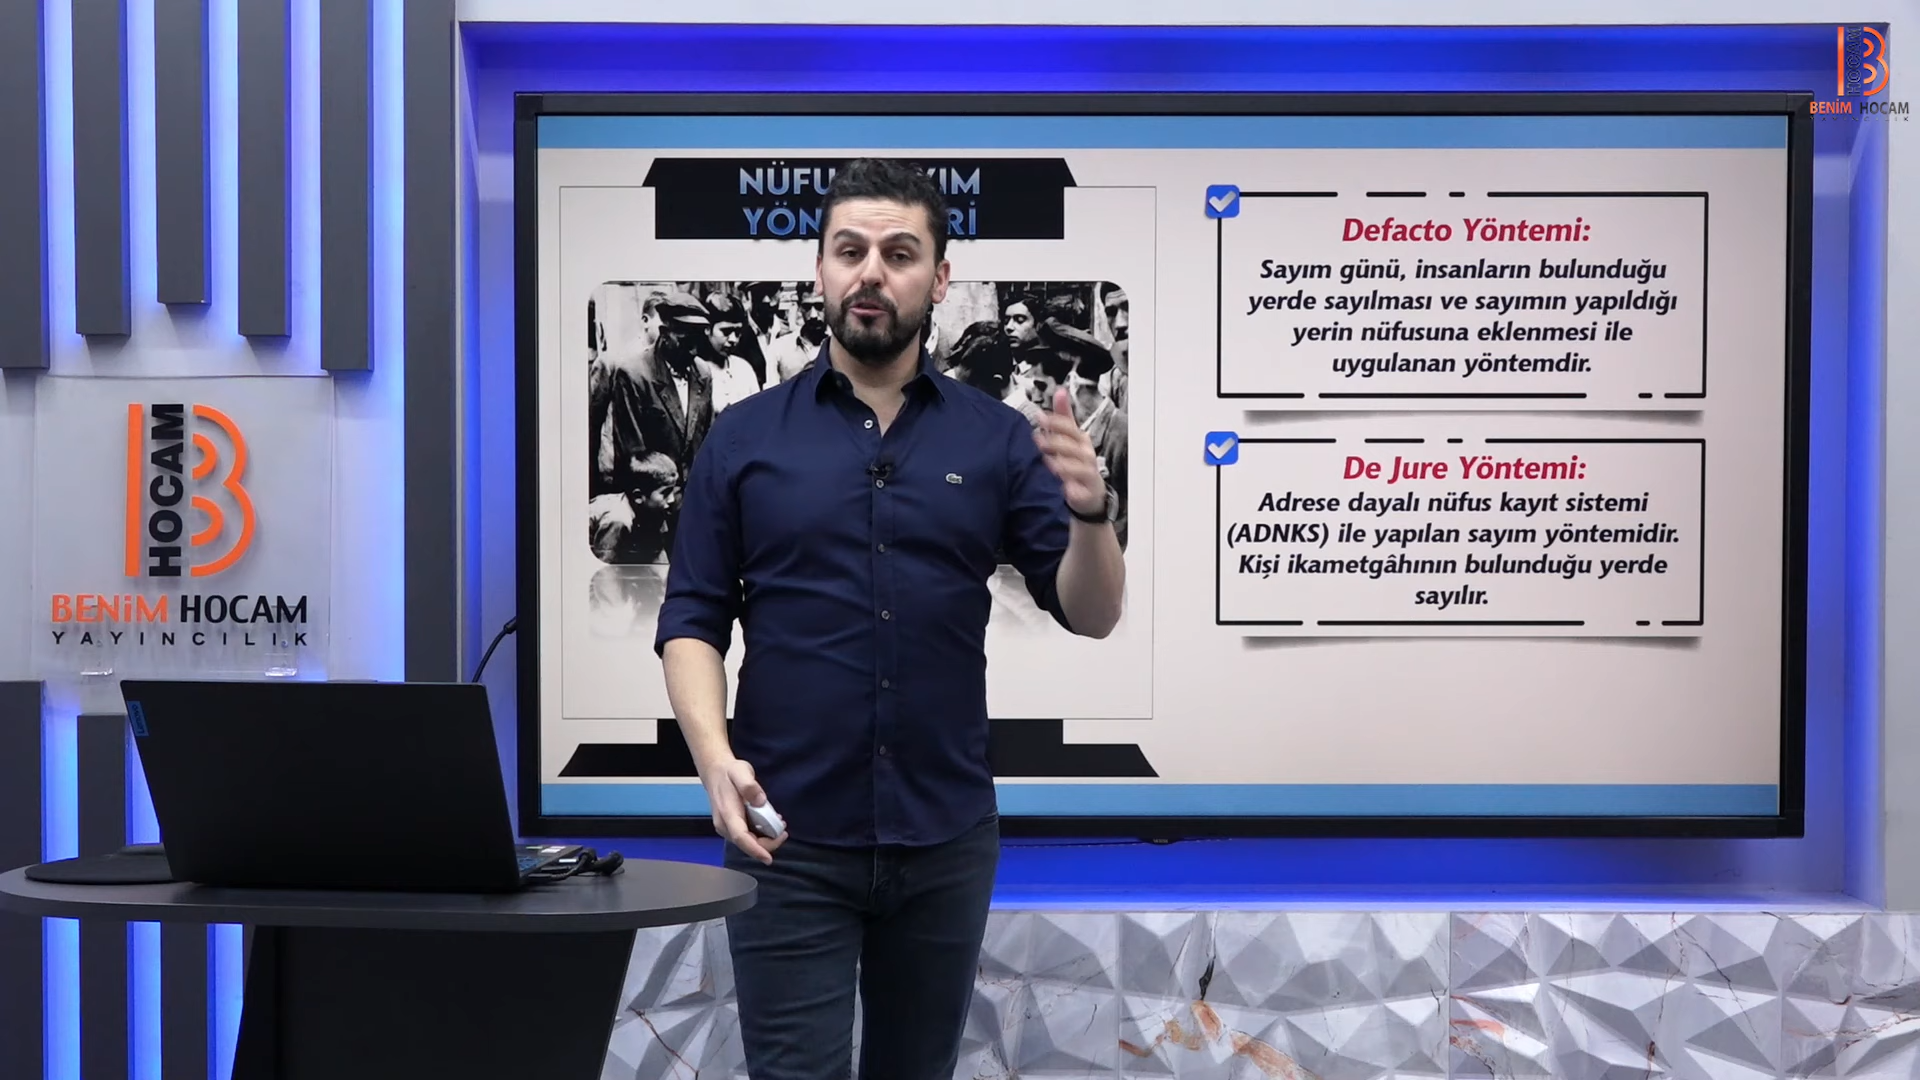 HOCAM
BENİM HOCAM
YAYINCILIK
Defacto Yöntemi:
Sayım günü, insanların bulunduğu
yerde sayılması ve sayımın yapıldığı
yerin nüfusuna eklenmesi ile
uygulanan yöntemdir.
De Jure Yöntemi:
Adrese dayalı nüfus kayıt sistemi
(ADNKS) ile yapılan sayım yöntemidir.
Kişi ikametgâhının bulunduğu yerde
sayılır.
HOCAM
BENİM HOCAM
YAYINCILIK